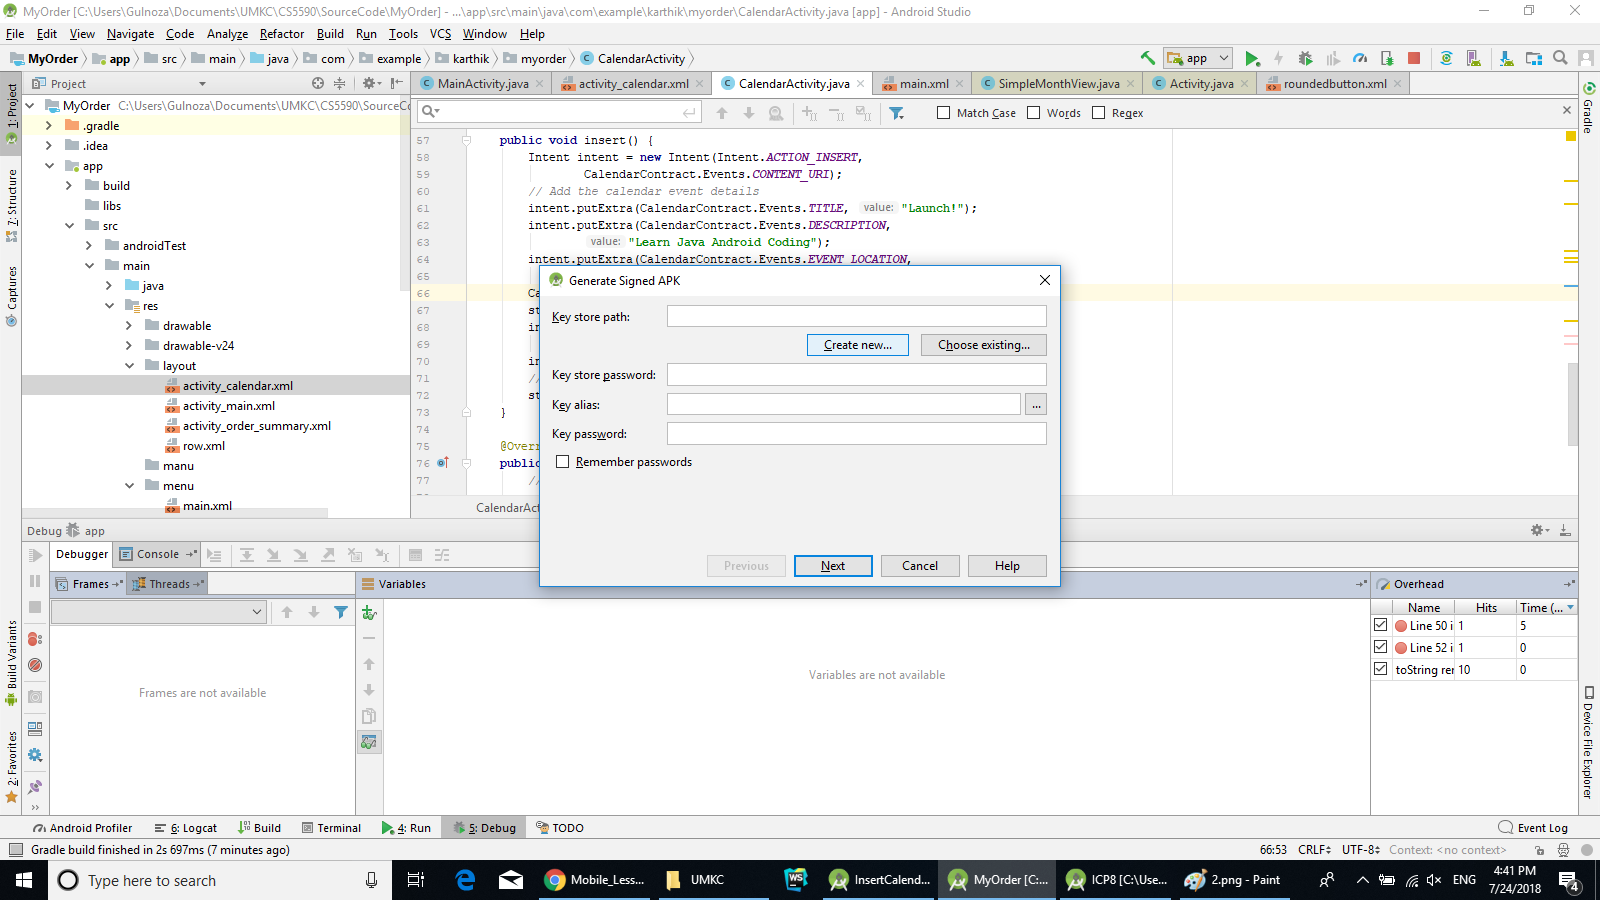 MyOrder [C:\Users\Gulnoza\Documents\UMKC\CS5590\SourceCode\MyOrder] - ...\app\src\main\java\com\example\karthik\myorder\CalendarActivity.java [app] - Android Studio
File Edit View Navigate Code Analyze Refactor Build Run Tools VCS Window Help
MyOrder app src main java com example karthik myorder CalendarActivity
app
Project
MainActivity.java activity_calendar.xml CalendarActivity.java main.xml SimpleMonthView.java Activity.java roundedbutton.xml
Match Case Words Regex
1: Project
7: Structure
Captures
Build Variants
2: Favorites
Gradle
Device File Explorer
MyOrder C:\Users\Gulnoza\Documents\UMKC\CS5590\SourceCo
.gradle
.idea
app
build
libs
src
androidTest
main
java
res
drawable
drawable-v24
layout
activity_calendar.xml
activity_main.xml
activity_order_summary.xml
row.xml
manu
menu
main.xml
57 public void insert() {
58 Intent intent = new Intent(Intent.ACTION_INSERT,
59 CalendarContract.Events.CONTENT_URI);
60 // Add the calendar event details
61 intent.putExtra(CalendarContract.Events.TITLE, value: "Launch!");
62 intent.putExtra(CalendarContract.Events.DESCRIPTION,
63 value: "Learn Java Android Coding");
64 intent.putExtra(CalendarContract.Events.EVENT_LOCATION,
65
66 Ca
67 st
68 in
69
70 in
71 //
72 st
73 }
74
75 @Overr
76 public
77 //
CalendarAct
Generate Signed APK
Key store path:
Create new... Choose existing...
Key store password:
Key alias:
...
Key password:
Remember passwords
Previous Next Cancel Help
Debug app
Debugger Console
Frames Threads
Variables
Overhead
Frames are not available
Variables are not available
Name Hits Time (...
Line 50 i 1 5
Line 52 i 1 0
toString rer 10 0
Android Profiler 6: Logcat Build Terminal 4: Run 5: Debug TODO Event Log
Gradle build finished in 2s 697ms (7 minutes ago)
66:53 CRLF UTF-8 Context: <no context>
Type here to search
Mobile_Less... UMKC WS InsertCalend... MyOrder [C:... ICP8 [C:\Use... 2.png - Paint
ENG
4:41 PM
7/24/2018
4